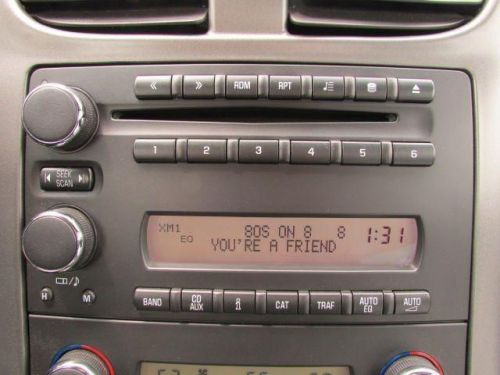 « » RDM RPT
1 2 3 4 5 6
SEEK
SCAN
XM1 80S ON 8 8 1:31
EQ YOU'RE A FRIEND
H M
BAND CD AUX i CAT TRAF AUTO EQ AUTO